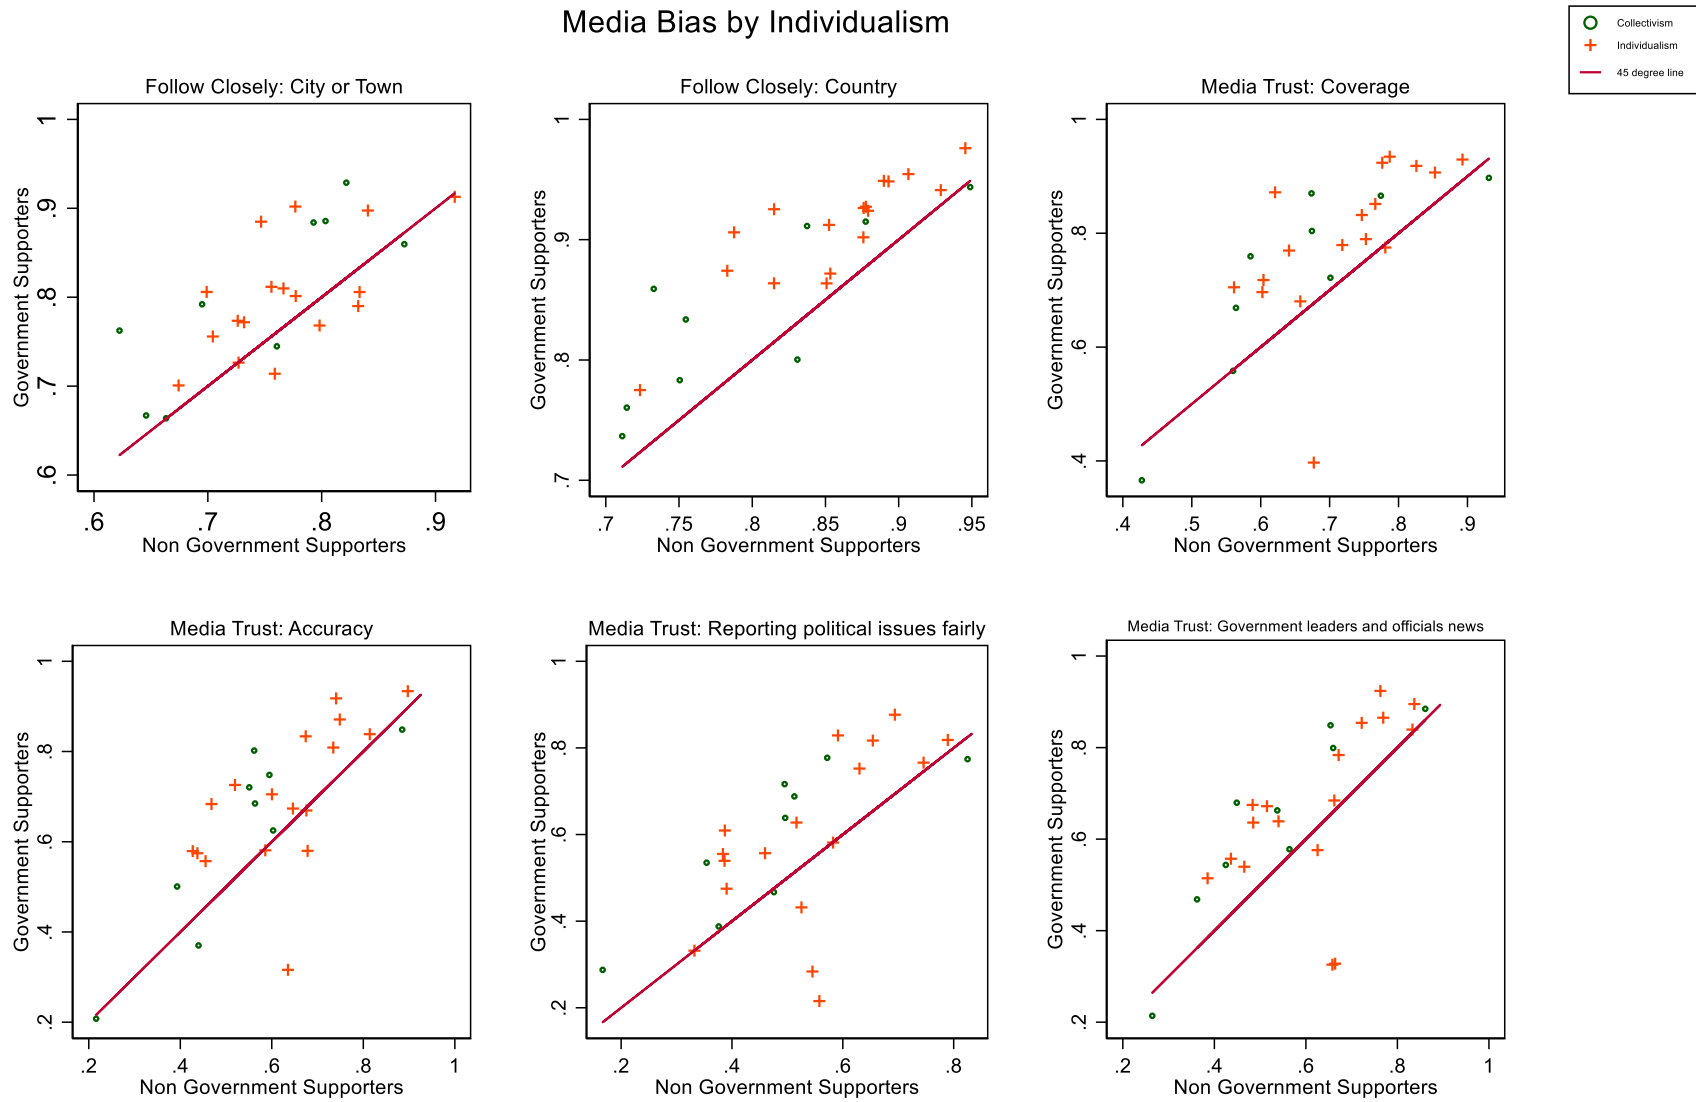 Media Bias by Individualism
Collectivism
Individualism
45 degree line
Follow Closely: City or Town
Government Supporters
1
.9
.8
.7
.6
.6 .7 .8 .9
Non Government Supporters
Follow Closely: Country
Government Supporters
1
.9
.8
.7
.7 .75 .8 .85 .9 .95
Non Government Supporters
Media Trust: Coverage
Government Supporters
1
.8
.6
.4
.4 .5 .6 .7 .8 .9
Non Government Supporters
Media Trust: Accuracy
Government Supporters
1
.8
.6
.4
.2
.2 .4 .6 .8 1
Non Government Supporters
Media Trust: Reporting political issues fairly
Government Supporters
1
.8
.6
.4
.2
.2 .4 .6 .8
Non Government Supporters
Media Trust: Government leaders and officials news
Government Supporters
1
.8
.6
.4
.2
.2 .4 .6 .8 1
Non Government Supporters